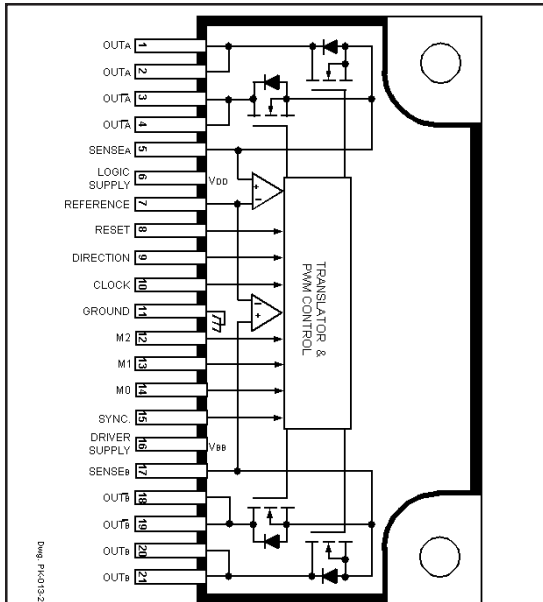 OUTA 1
OUTA 2
OUTA̅ 3
OUTA̅ 4
SENSEA 5
LOGIC
SUPPLY 6 VDD
REFERENCE 7
RESET 8
DIRECTION 9
CLOCK 10
GROUND 11
M2 12
M1 13
M0 14
SYNC. 15
DRIVER
SUPPLY 16 VBB
SENSEB 17
OUTB̅ 18
OUTB̅ 19
OUTB 20
OUTB 21
+
−
−
+
TRANSLATOR &
PWM CONTROL
Dwg. PK-013-2